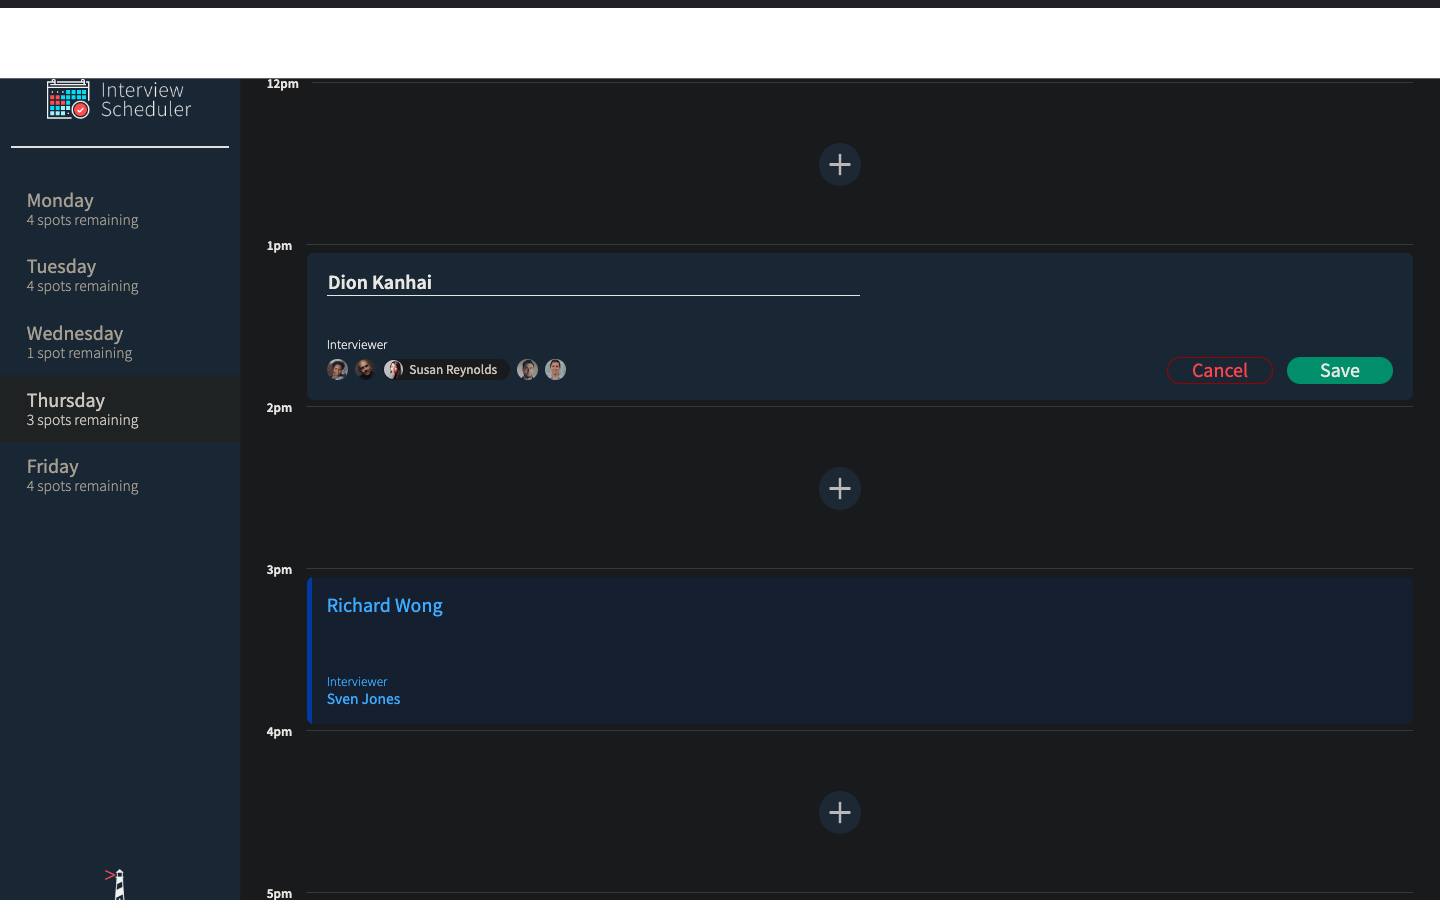 Interview
Scheduler
Monday
4 spots remaining
Tuesday
4 spots remaining
Wednesday
1 spot remaining
Thursday
3 spots remaining
Friday
4 spots remaining
12pm
1pm
Dion Kanhai
Interviewer
Susan Reynolds
Cancel
Save
2pm
3pm
Richard Wong
Interviewer
Sven Jones
4pm
5pm